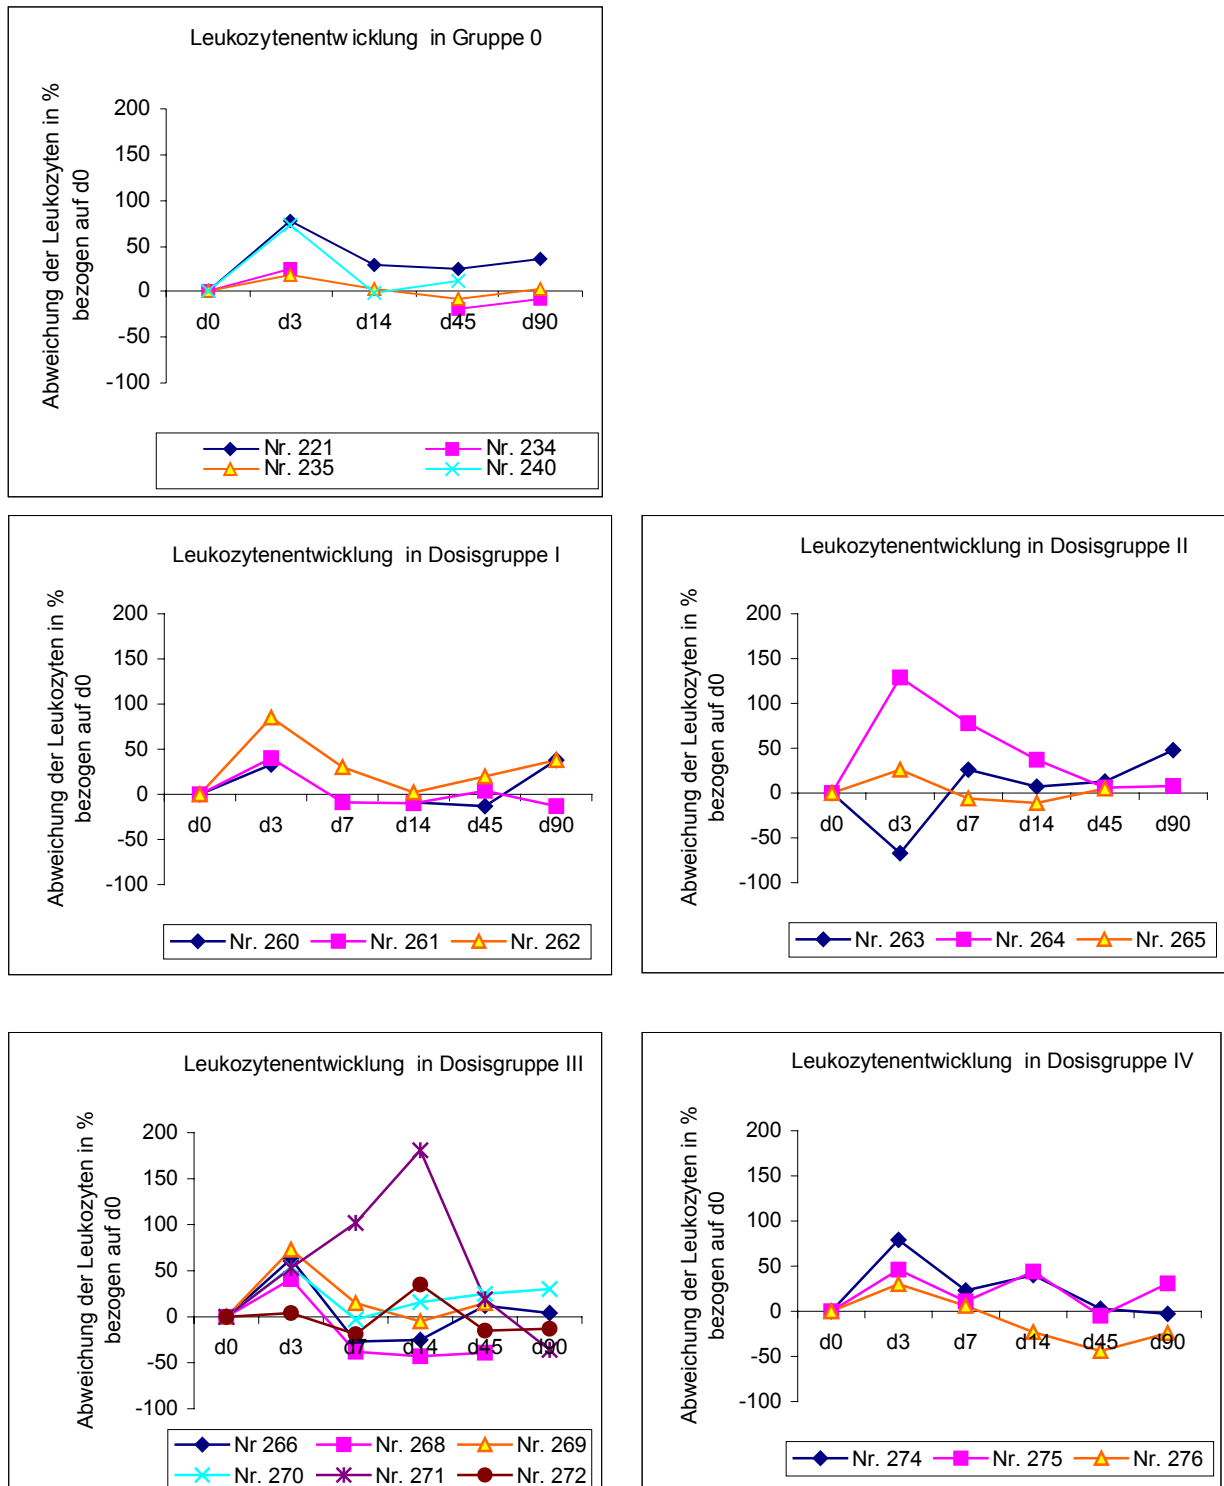 Leukozytenentwicklung in Gruppe 0
Abweichung der Leukozyten in %
bezogen auf d0
200
150
100
50
0
-50
-100
d0 d3 d14 d45 d90
Nr. 221 Nr. 234
Nr. 235 Nr. 240
Leukozytenentwicklung in Dosisgruppe I
Abweichung der Leukozyten in %
bezogen auf d0
200
150
100
50
0
-50
-100
d0 d3 d7 d14 d45 d90
Nr. 260 Nr. 261 Nr. 262
Leukozytenentwicklung in Dosisgruppe II
Abweichung der Leukozyten in %
bezogen auf d0
200
150
100
50
0
-50
-100
d0 d3 d7 d14 d45 d90
Nr. 263 Nr. 264 Nr. 265
Leukozytenentwicklung in Dosisgruppe III
Abweichung der Leukozyten in %
bezogen auf d0
200
150
100
50
0
-50
-100
d0 d3 d7 d14 d45 d90
Nr 266 Nr. 268 Nr. 269
Nr. 270 Nr. 271 Nr. 272
Leukozytenentwicklung in Dosisgruppe IV
Abweichung der Leukozyten in %
bezogen auf d0
200
150
100
50
0
-50
-100
d0 d3 d7 d14 d45 d90
Nr. 274 Nr. 275 Nr. 276